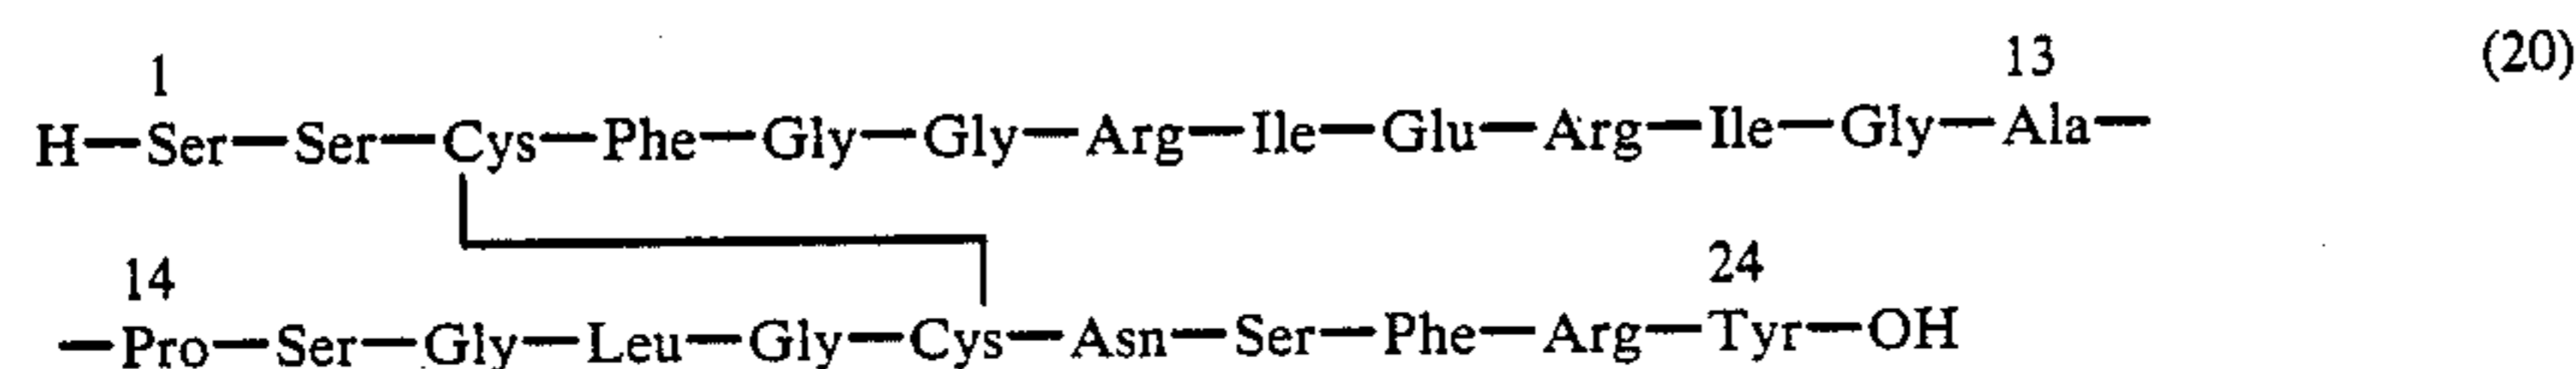 1 13 (20)
H—Ser—Ser—Cys—Phe—Gly—Gly—Arg—Ile—Glu—Arg—Ile—Gly—Ala—
14 24
—Pro—Ser—Gly—Leu—Gly—Cys—Asn—Ser—Phe—Arg—Tyr—OH